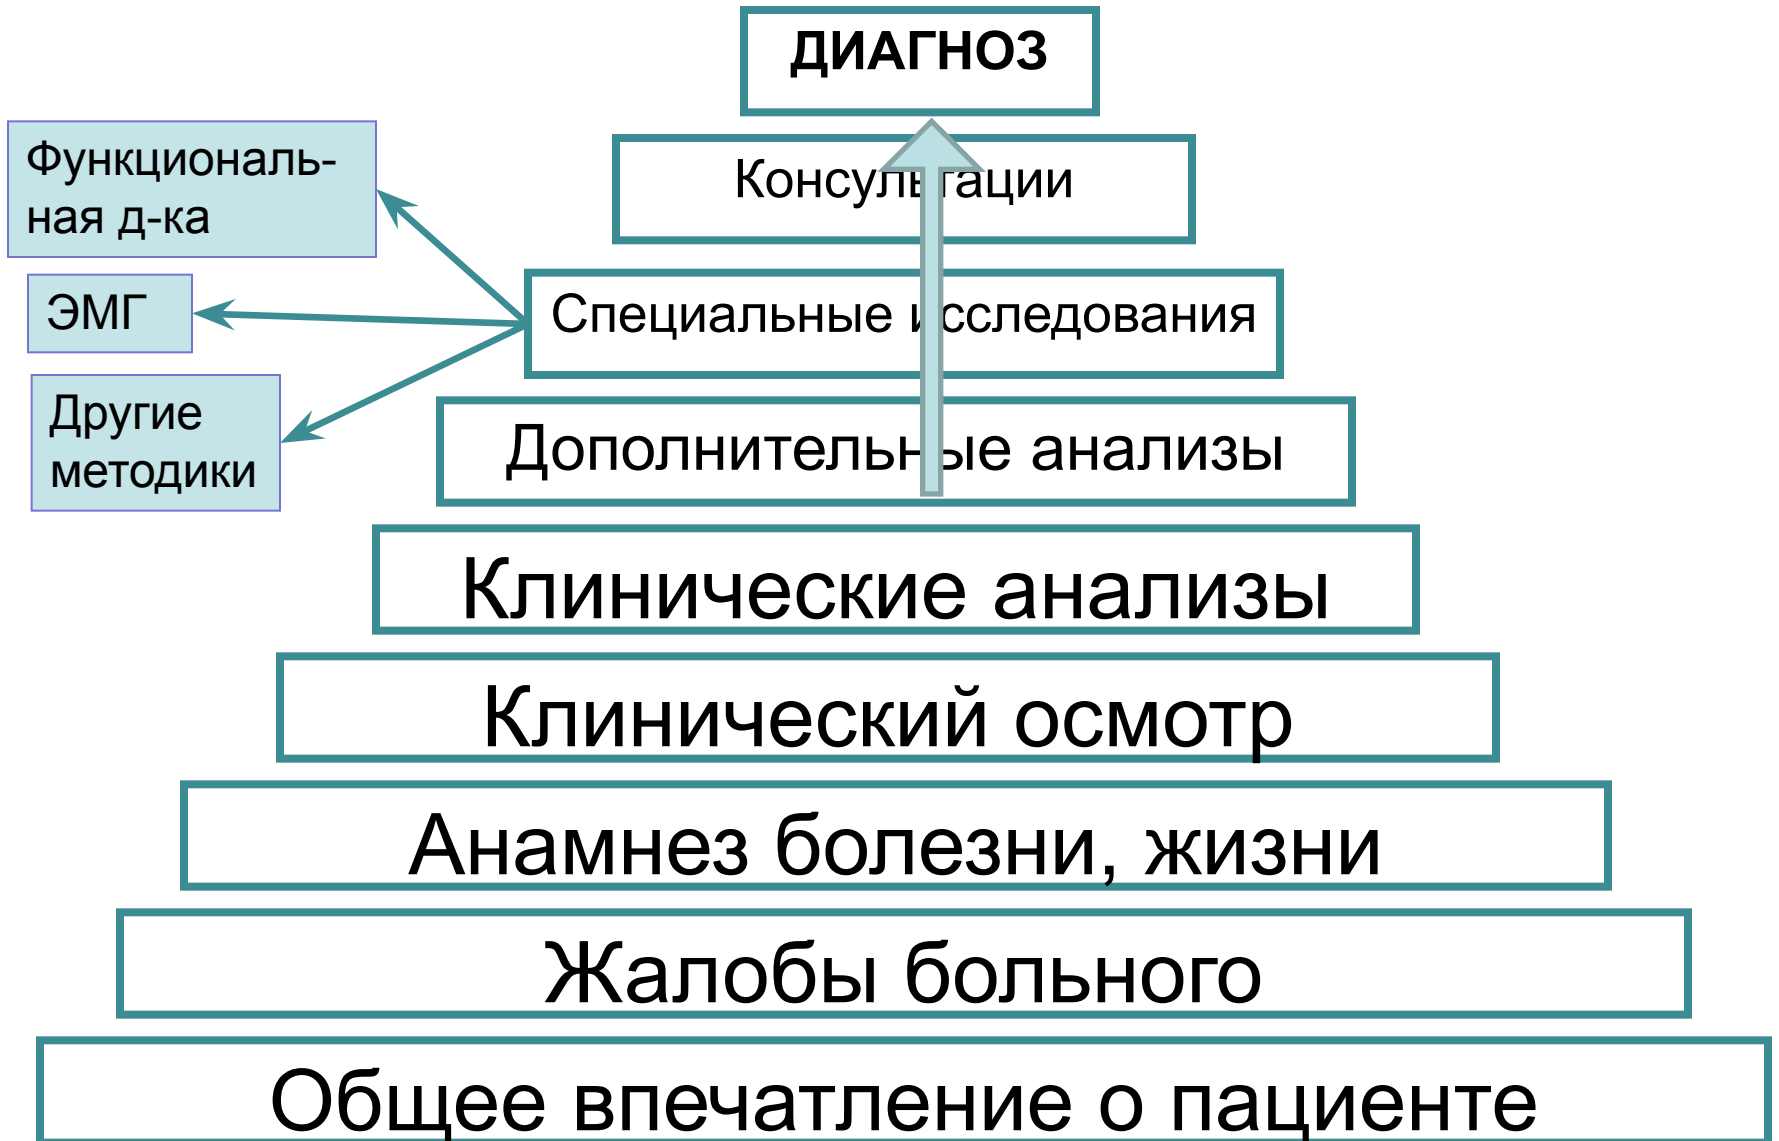 ДИАГНОЗ
Консультации
Функциональ-
ная д-ка
ЭМГ
Другие
методики
Специальные исследования
Дополнительные анализы
Клинические анализы
Клинический осмотр
Анамнез болезни, жизни
Жалобы больного
Общее впечатление о пациенте